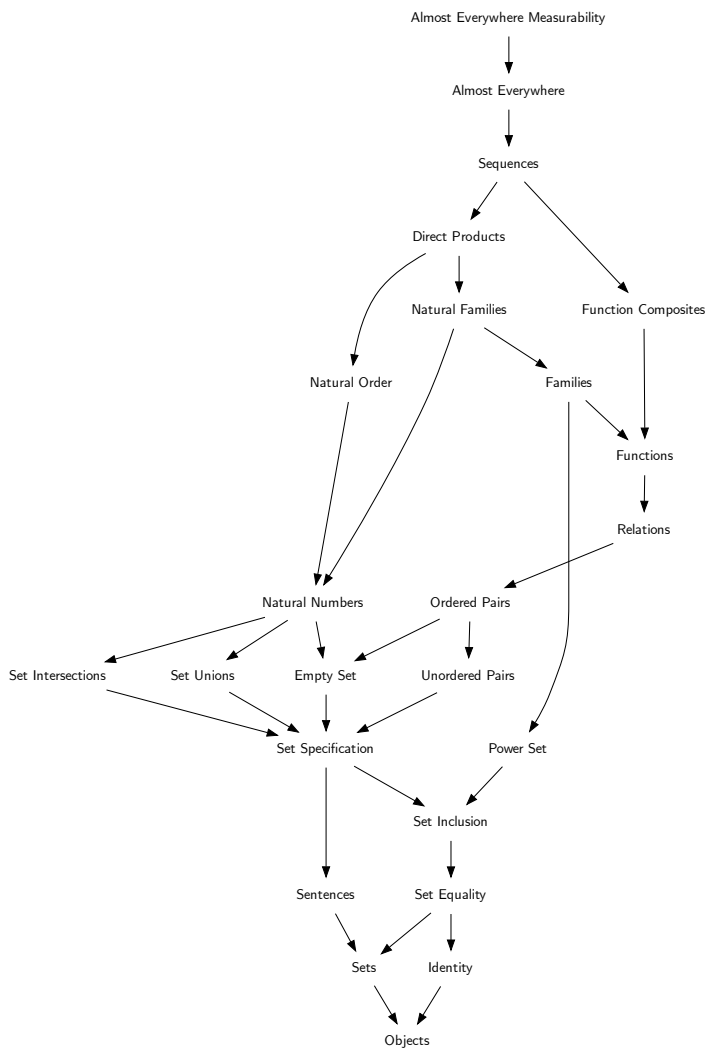 Almost Everywhere Measurability
Almost Everywhere
Sequences
Direct Products
Natural Families
Function Composites
Natural Order
Families
Functions
Relations
Natural Numbers
Ordered Pairs
Set Intersections
Set Unions
Empty Set
Unordered Pairs
Set Specification
Power Set
Set Inclusion
Sentences
Set Equality
Sets
Identity
Objects